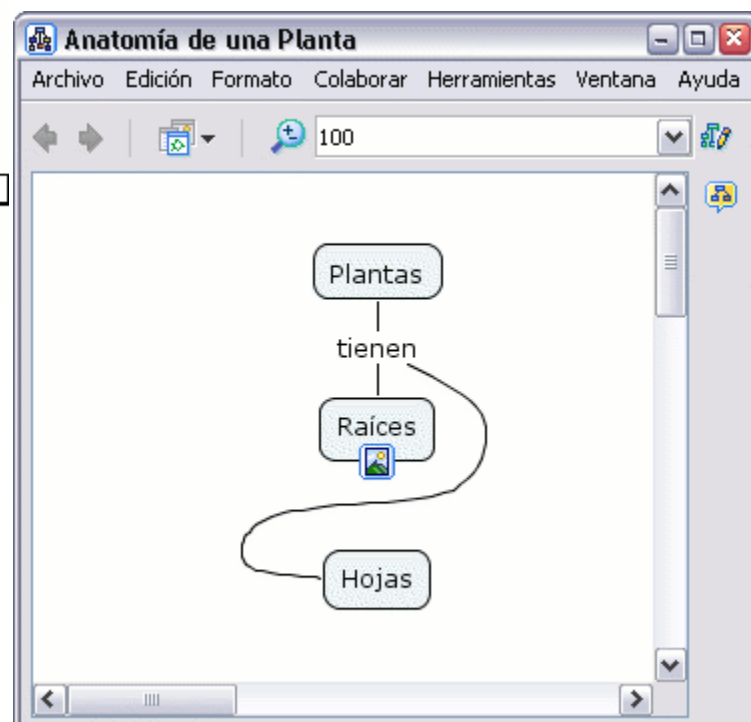 Anatomía de una Planta
Archivo Edición Formato Colaborar Herramientas Ventana Ayuda
100
Plantas
tienen
Raíces
Hojas